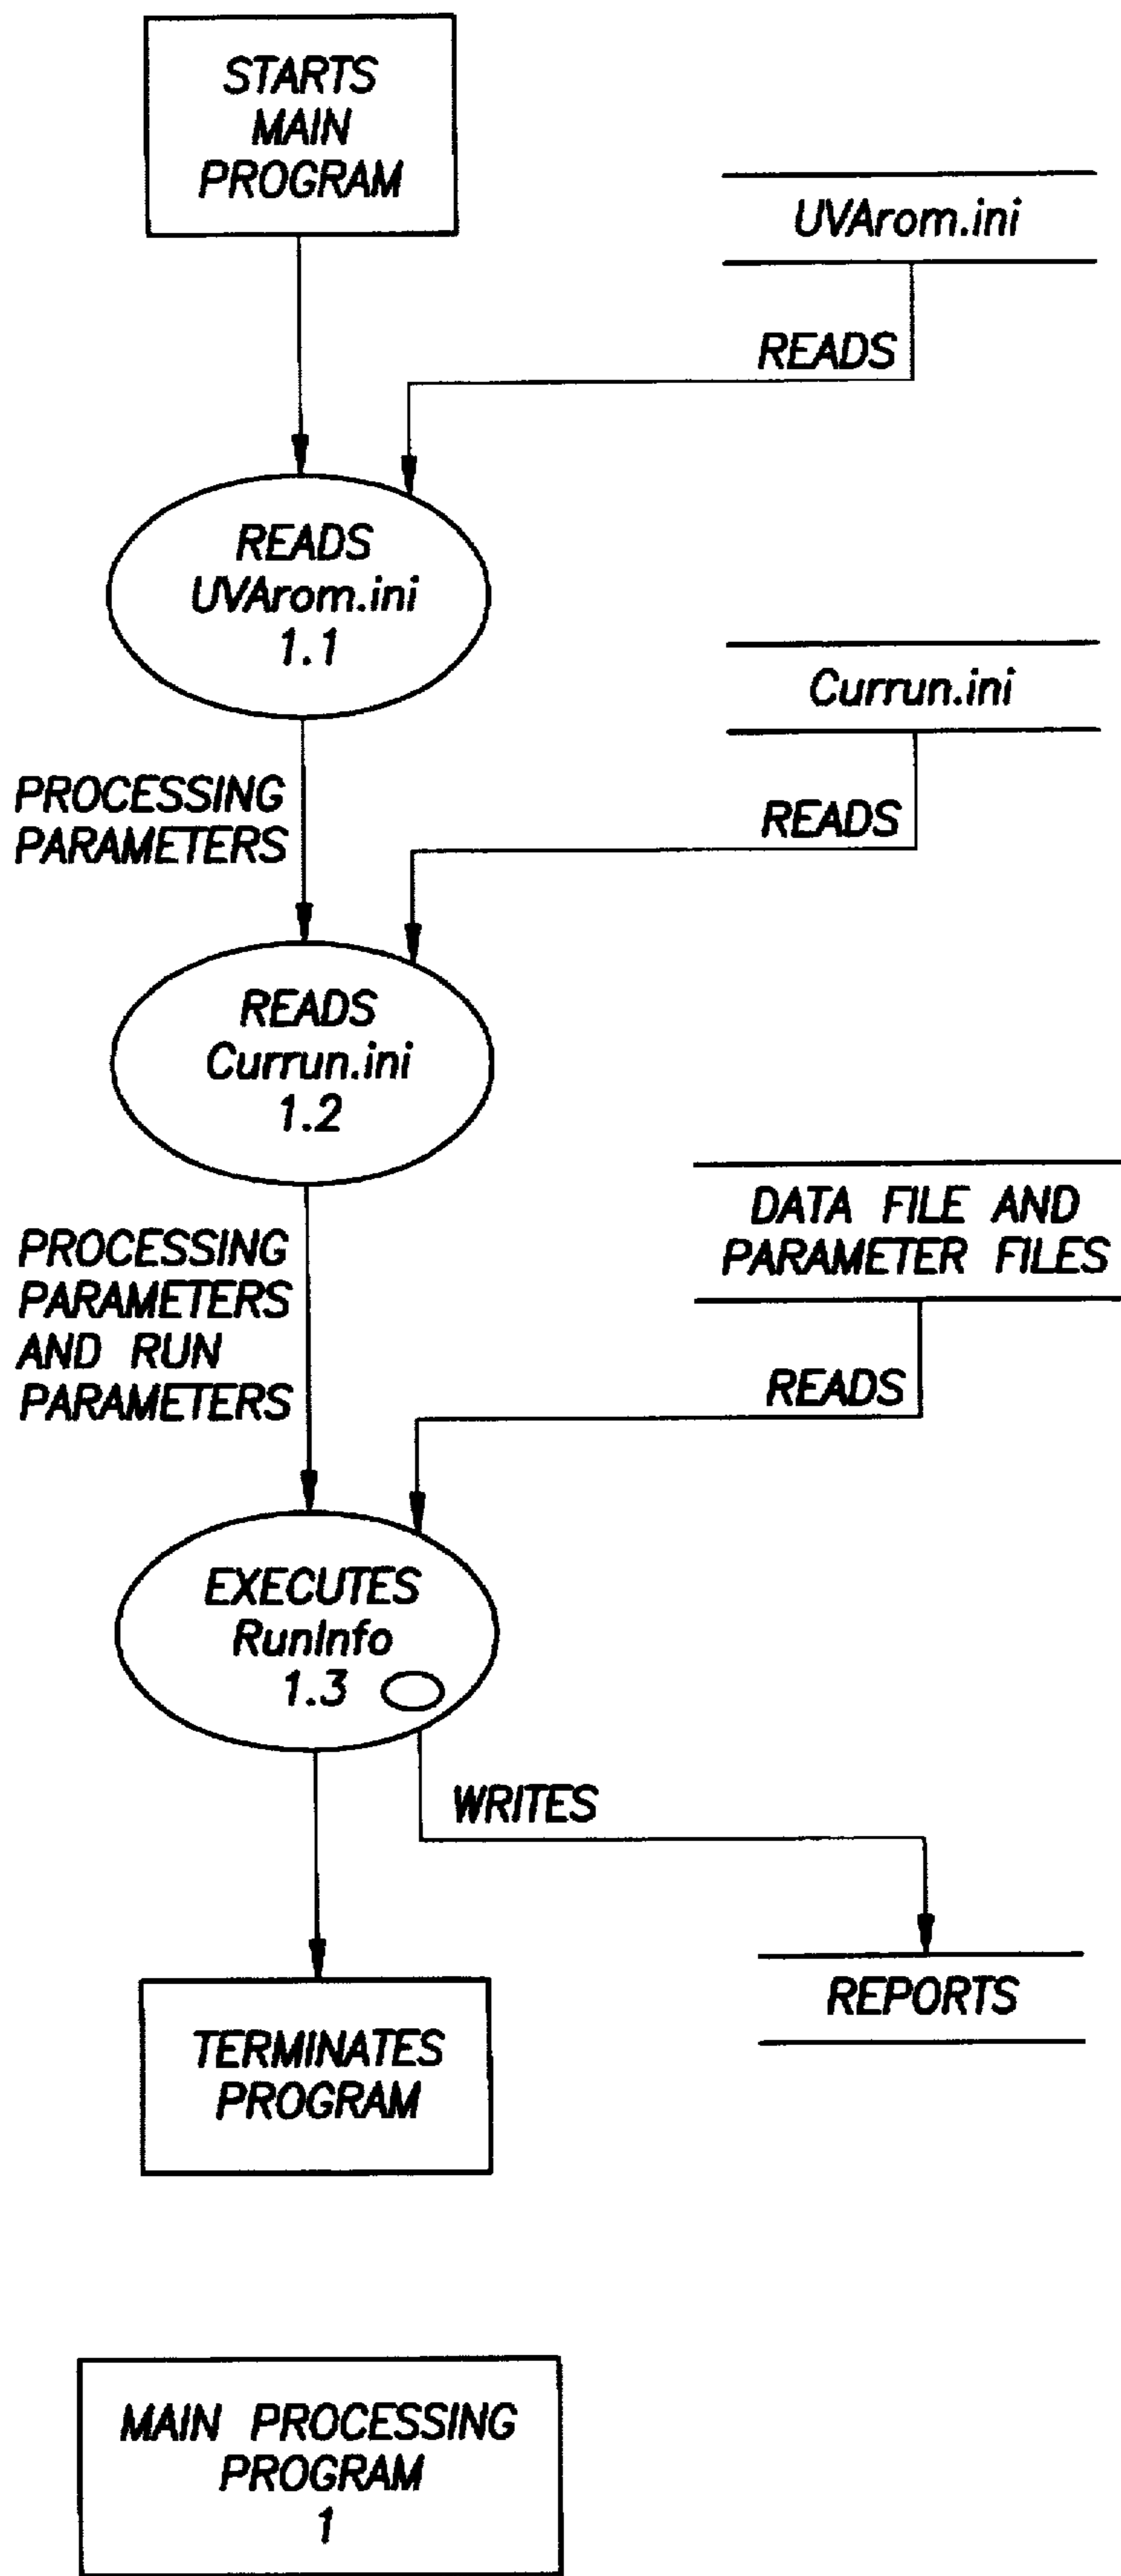 STARTS
MAIN
PROGRAM
UVArom.ini
READS
READS
UVArom.ini
1.1
Currun.ini
PROCESSING
PARAMETERS
READS
READS
Currun.ini
1.2
DATA FILE AND
PARAMETER FILES
PROCESSING
PARAMETERS
AND RUN
PARAMETERS
READS
EXECUTES
RunInfo
1.3
WRITES
REPORTS
TERMINATES
PROGRAM
MAIN PROCESSING
PROGRAM
1